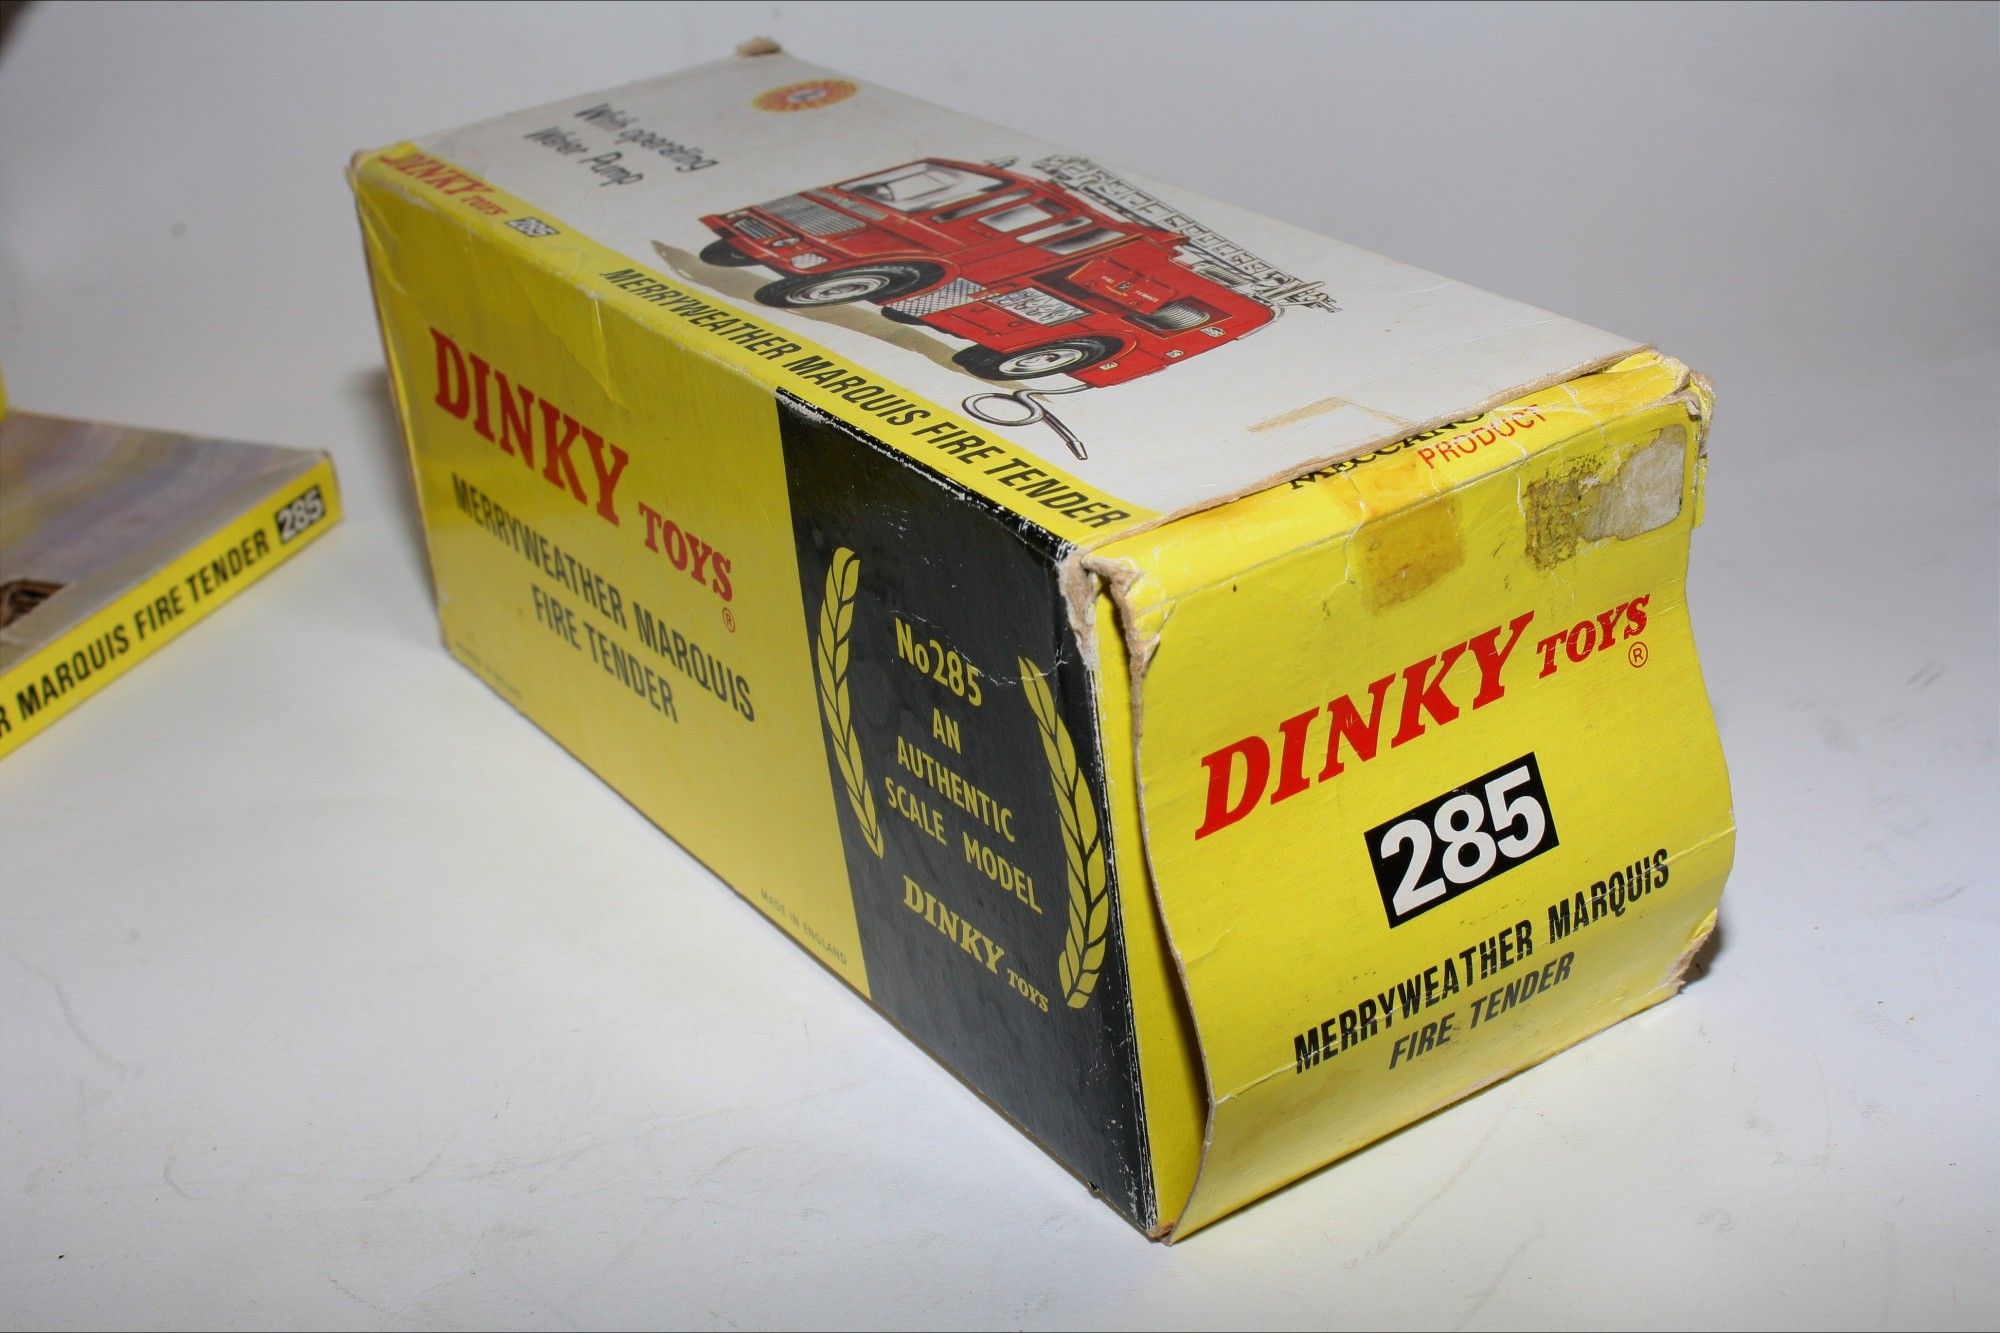 With operating
Water Pump
DINKY TOYS 285 MERRYWEATHER MARQUIS FIRE TENDER
DINKY TOYS®
MERRYWEATHER MARQUIS
FIRE TENDER
MADE IN ENGLAND
No285
AN
AUTHENTIC
SCALE MODEL
DINKY TOYS
MECCANO
PRODUCT
DINKY TOYS®
285
MERRYWEATHER MARQUIS
FIRE TENDER
MARQUIS FIRE TENDER 285